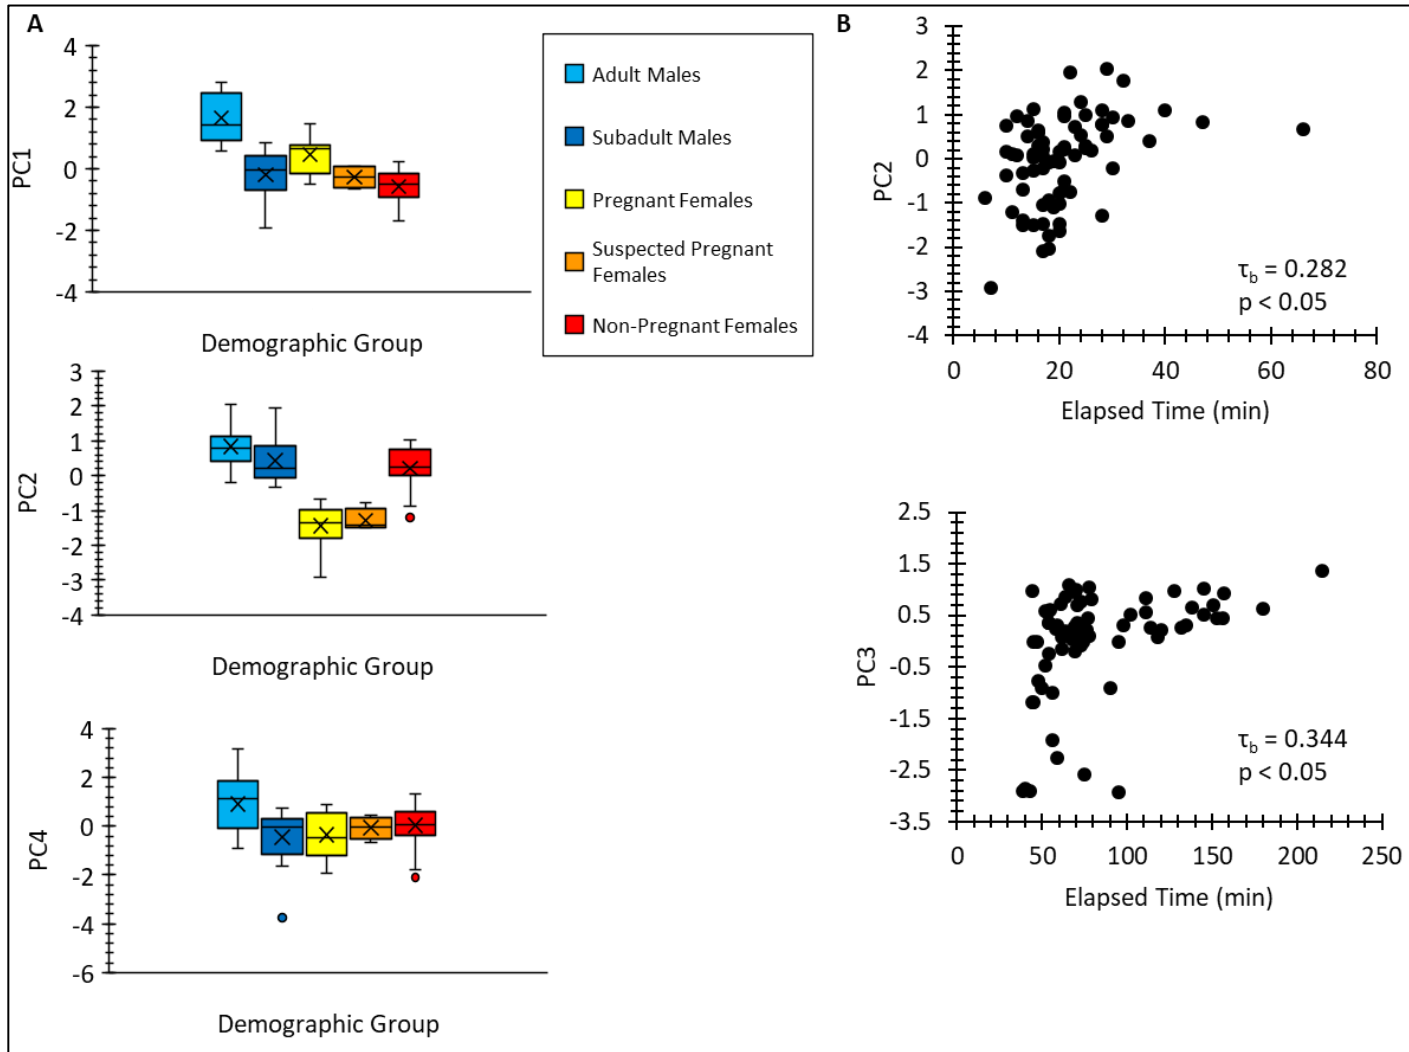 A
4
2
0
-2
-4
PC1
Demographic Group
Adult Males
Subadult Males
Pregnant Females
Suspected Pregnant
Females
Non-Pregnant Females
3
2
1
0
-1
-2
-3
-4
PC2
Demographic Group
4
2
0
-2
-4
-6
PC4
Demographic Group
B
3
2
1
0
-1
-2
-3
-4
PC2
τb = 0.282
p < 0.05
0 20 40 60 80
Elapsed Time (min)
2.5
1.5
0.5
-0.5
-1.5
-2.5
-3.5
PC3
τb = 0.344
p < 0.05
0 50 100 150 200 250
Elapsed Time (min)